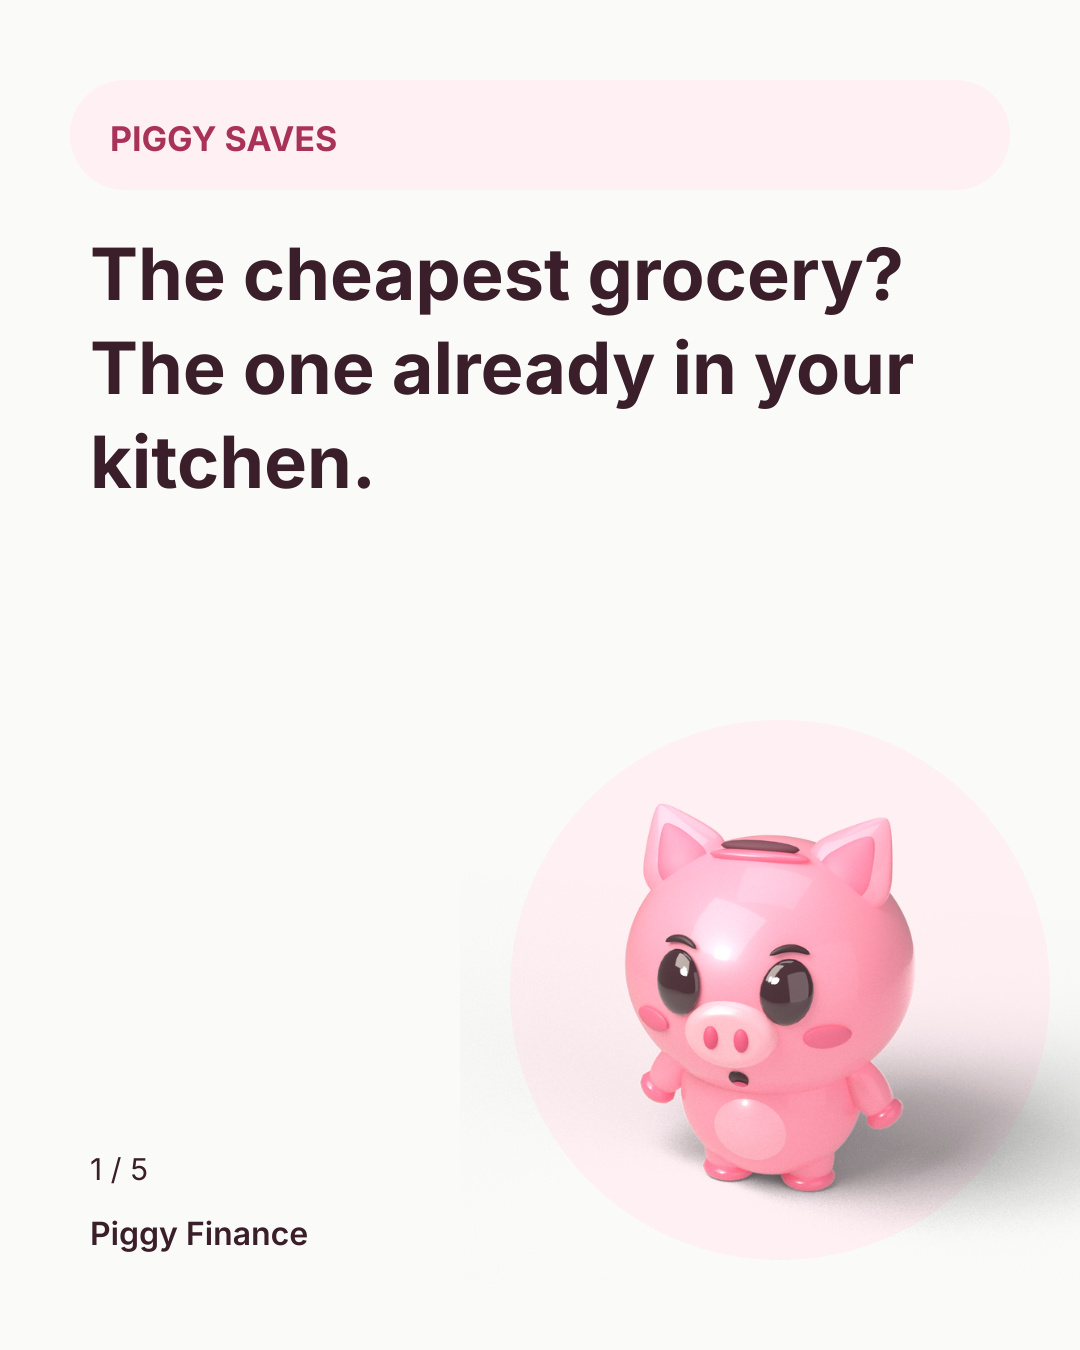 PIGGY SAVES
The cheapest grocery?
The one already in your
kitchen.
1 / 5
Piggy Finance